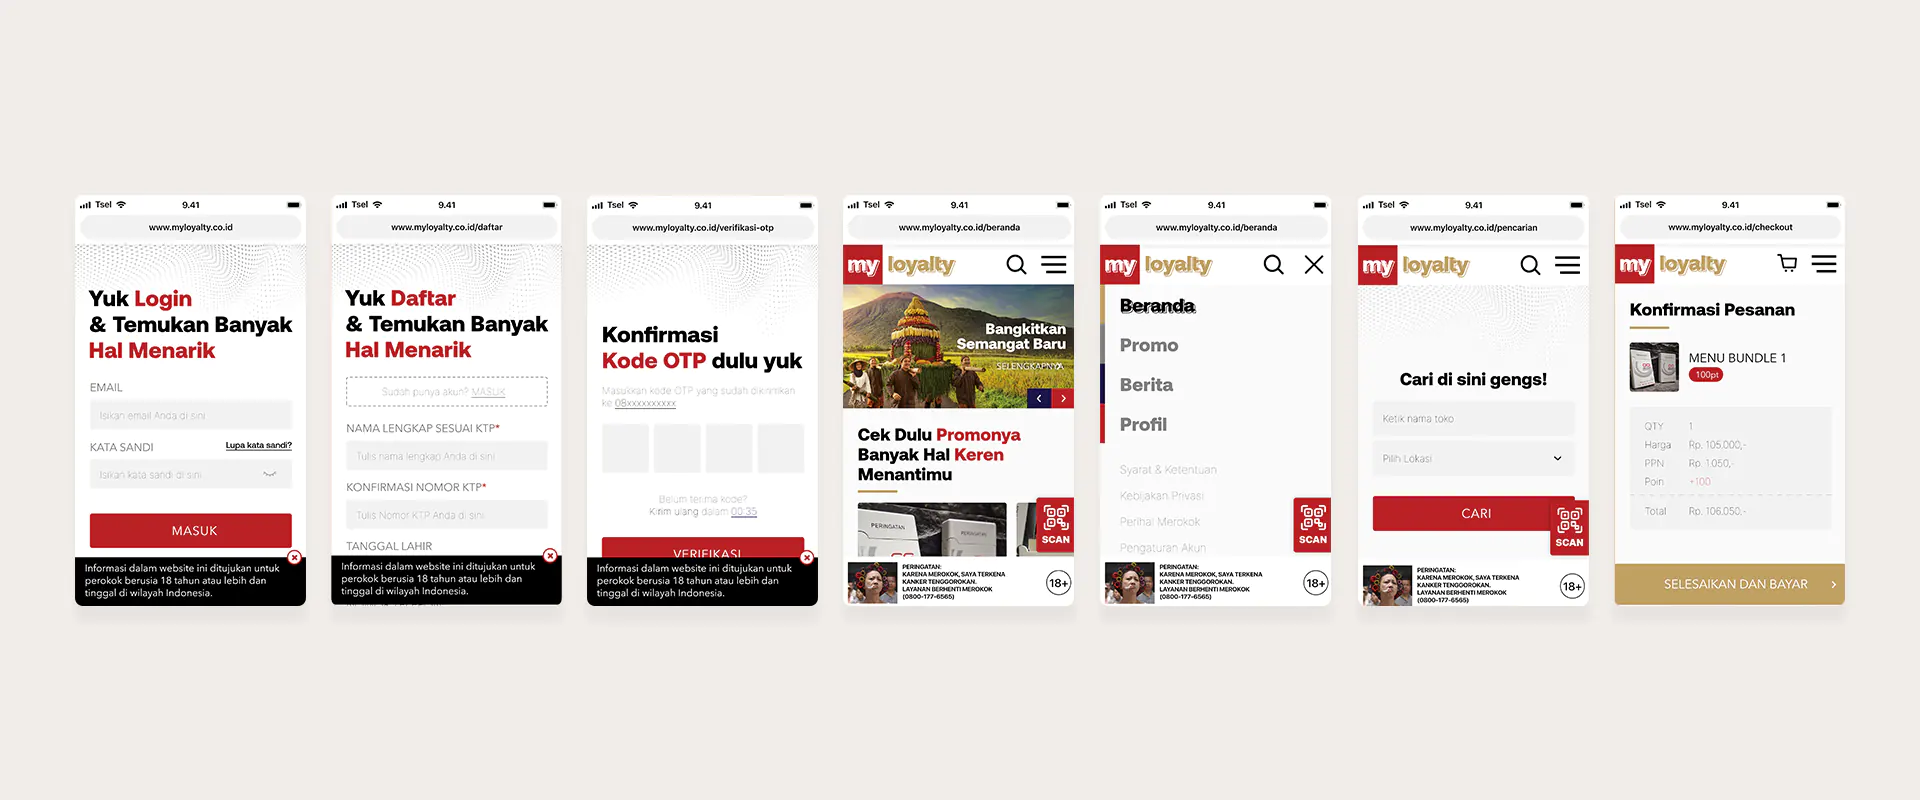 Tsel 9.41
www.myloyalty.co.id
Yuk Login
& Temukan Banyak
Hal Menarik
EMAIL
Isikan email Anda di sini
KATA SANDI Lupa kata sandi?
Isikan kata sandi di sini
MASUK
Informasi dalam website ini ditujukan untuk
perokok berusia 18 tahun atau lebih dan
tinggal di wilayah Indonesia.
Tsel 9.41
www.myloyalty.co.id/daftar
Yuk Daftar
& Temukan Banyak
Hal Menarik
Sudah punya akun? MASUK
NAMA LENGKAP SESUAI KTP*
Tulis nama lengkap Anda di sini
KONFIRMASI NOMOR KTP*
Tulis Nomor KTP Anda di sini
TANGGAL LAHIR
Informasi dalam website ini ditujukan untuk
perokok berusia 18 tahun atau lebih dan
tinggal di wilayah Indonesia.
Tsel 9.41
www.myloyalty.co.id/verifikasi-otp
Konfirmasi
Kode OTP dulu yuk
Masukkan kode OTP yang sudah dikirimkan
ke 08xxxxxxxxxx
Belum terima kode?
Kirim ulang dalam 00:35
VERIFIKASI
Informasi dalam website ini ditujukan untuk
perokok berusia 18 tahun atau lebih dan
tinggal di wilayah Indonesia.
Tsel 9.41
www.myloyalty.co.id/beranda
my loyalty
Bangkitkan
Semangat Baru
SELENGKAPNYA
Cek Dulu Promonya
Banyak Hal Keren
Menantimu
PERINGATAN
SCAN
PERINGATAN:
KARENA MEROKOK, SAYA TERKENA
KANKER TENGGOROKAN.
LAYANAN BERHENTI MEROKOK
(0800-177-6565)
18+
Tsel 9.41
www.myloyalty.co.id/beranda
my loyalty
Beranda
Promo
Berita
Profil
Syarat & Ketentuan
Kebijakan Privasi
Perihal Merokok
Pengaturan Akun
SCAN
PERINGATAN:
KARENA MEROKOK, SAYA TERKENA
KANKER TENGGOROKAN.
LAYANAN BERHENTI MEROKOK
(0800-177-6565)
18+
Tsel 9.41
www.myloyalty.co.id/pencarian
my loyalty
Cari di sini gengs!
Ketik nama toko
Pilih Lokasi
CARI
SCAN
PERINGATAN:
KARENA MEROKOK, SAYA TERKENA
KANKER TENGGOROKAN.
LAYANAN BERHENTI MEROKOK
(0800-177-6565)
18+
Tsel 9.41
www.myloyalty.co.id/checkout
my loyalty
Konfirmasi Pesanan
MENU BUNDLE 1
100pt
QTY 1
Harga Rp. 105.000,-
PPN Rp. 1.050,-
Poin +100
Total Rp. 106.050,-
SELESAIKAN DAN BAYAR